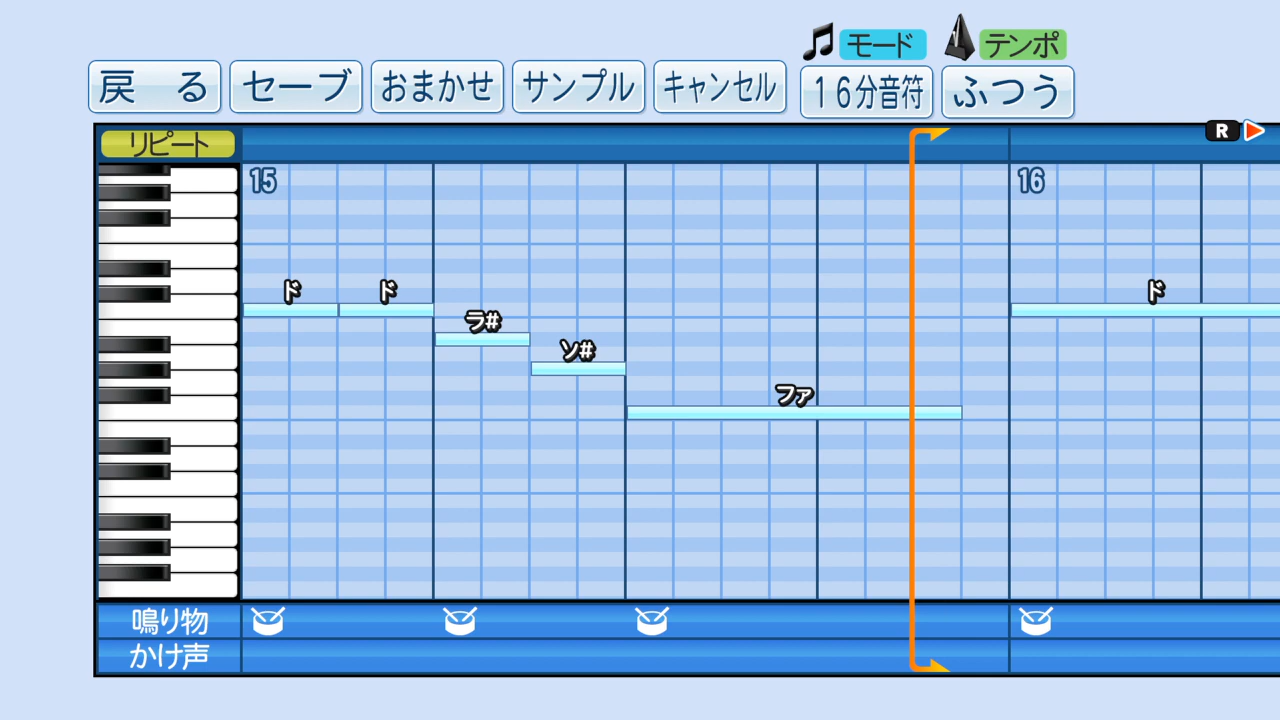 モード テンポ
戻る セーブ おまかせ サンプル キャンセル 16分音符 ふつう
リピート R
15 16
ド ド ド
ラ#
ソ#
ファ
鳴り物
かけ声